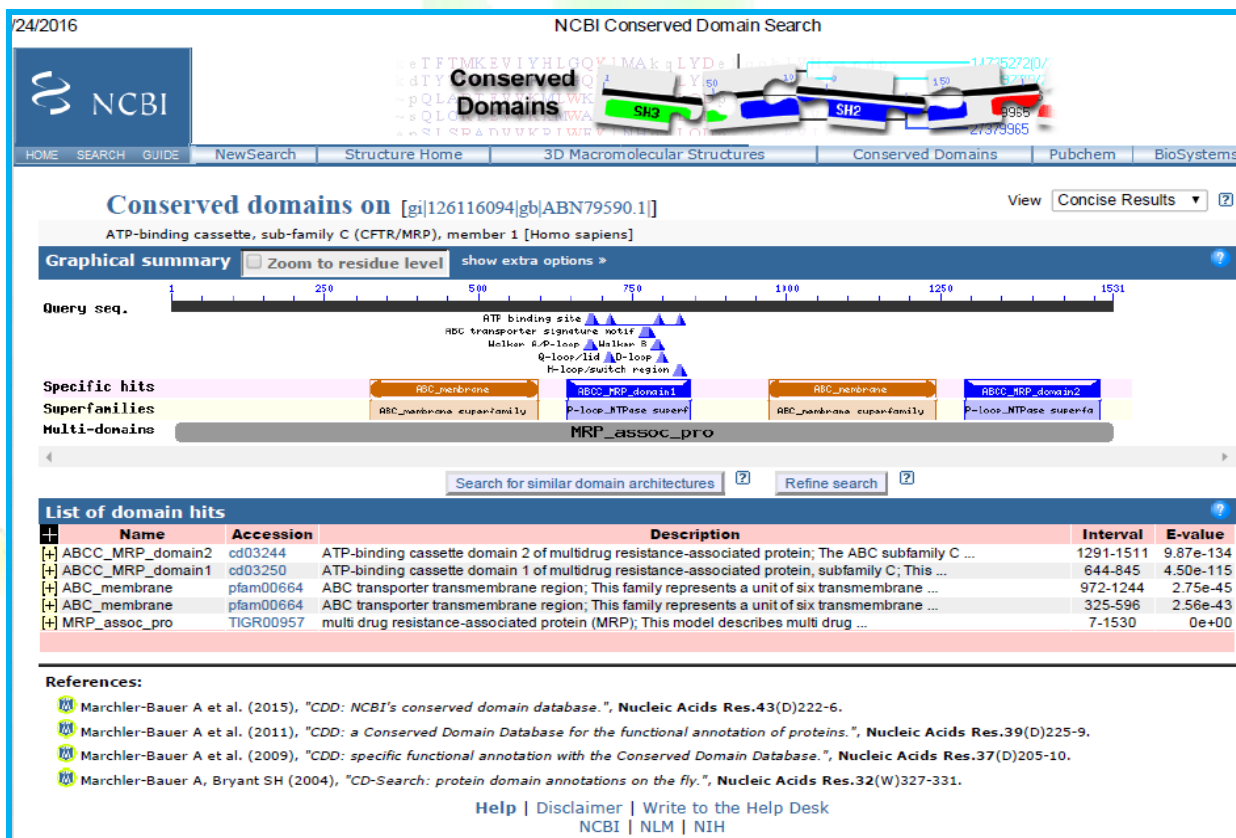 /24/2016 NCBI Conserved Domain Search
NCBI
Conserved
Domains
SH3
SH2
HOME SEARCH GUIDE NewSearch Structure Home 3D Macromolecular Structures Conserved Domains Pubchem BioSystems
Conserved domains on [gi|126116094|gb|ABN79590.1|]
View Concise Results ▼ ?
ATP-binding cassette, sub-family C (CFTR/MRP), member 1 [Homo sapiens]
Graphical summary Zoom to residue level show extra options » ?
1 250 500 750 1000 1250 1531
Query seq.
ATP binding site
ABC transporter signature motif
Walker A/P-loop Walker B
Q-loop/lid D-loop
H-loop/switch region
Specific hits ABC_membrane ABCC_MRP_domain1 ABC_membrane ABCC_MRP_domain2
Superfamilies ABC_membrane superfamily P-loop_NTPase superf ABC_membrane superfamily P-loop_NTPase superfa
Multi-domains MRP_assoc_pro
Search for similar domain architectures ? Refine search ?
List of domain hits ?
+ Name Accession Description Interval E-value
[+] ABCC_MRP_domain2 cd03244 ATP-binding cassette domain 2 of multidrug resistance-associated protein; The ABC subfamily C ... 1291-1511 9.87e-134
[+] ABCC_MRP_domain1 cd03250 ATP-binding cassette domain 1 of multidrug resistance-associated protein, subfamily C; This ... 644-845 4.50e-115
[+] ABC_membrane pfam00664 ABC transporter transmembrane region; This family represents a unit of six transmembrane ... 972-1244 2.75e-45
[+] ABC_membrane pfam00664 ABC transporter transmembrane region; This family represents a unit of six transmembrane ... 325-596 2.56e-43
[+] MRP_assoc_pro TIGR00957 multi drug resistance-associated protein (MRP); This model describes multi drug ... 7-1530 0e+00
References:
Marchler-Bauer A et al. (2015), "CDD: NCBI's conserved domain database.", Nucleic Acids Res.43(D)222-6.
Marchler-Bauer A et al. (2011), "CDD: a Conserved Domain Database for the functional annotation of proteins.", Nucleic Acids Res.39(D)225-9.
Marchler-Bauer A et al. (2009), "CDD: specific functional annotation with the Conserved Domain Database.", Nucleic Acids Res.37(D)205-10.
Marchler-Bauer A, Bryant SH (2004), "CD-Search: protein domain annotations on the fly.", Nucleic Acids Res.32(W)327-331.
Help | Disclaimer | Write to the Help Desk
NCBI | NLM | NIH